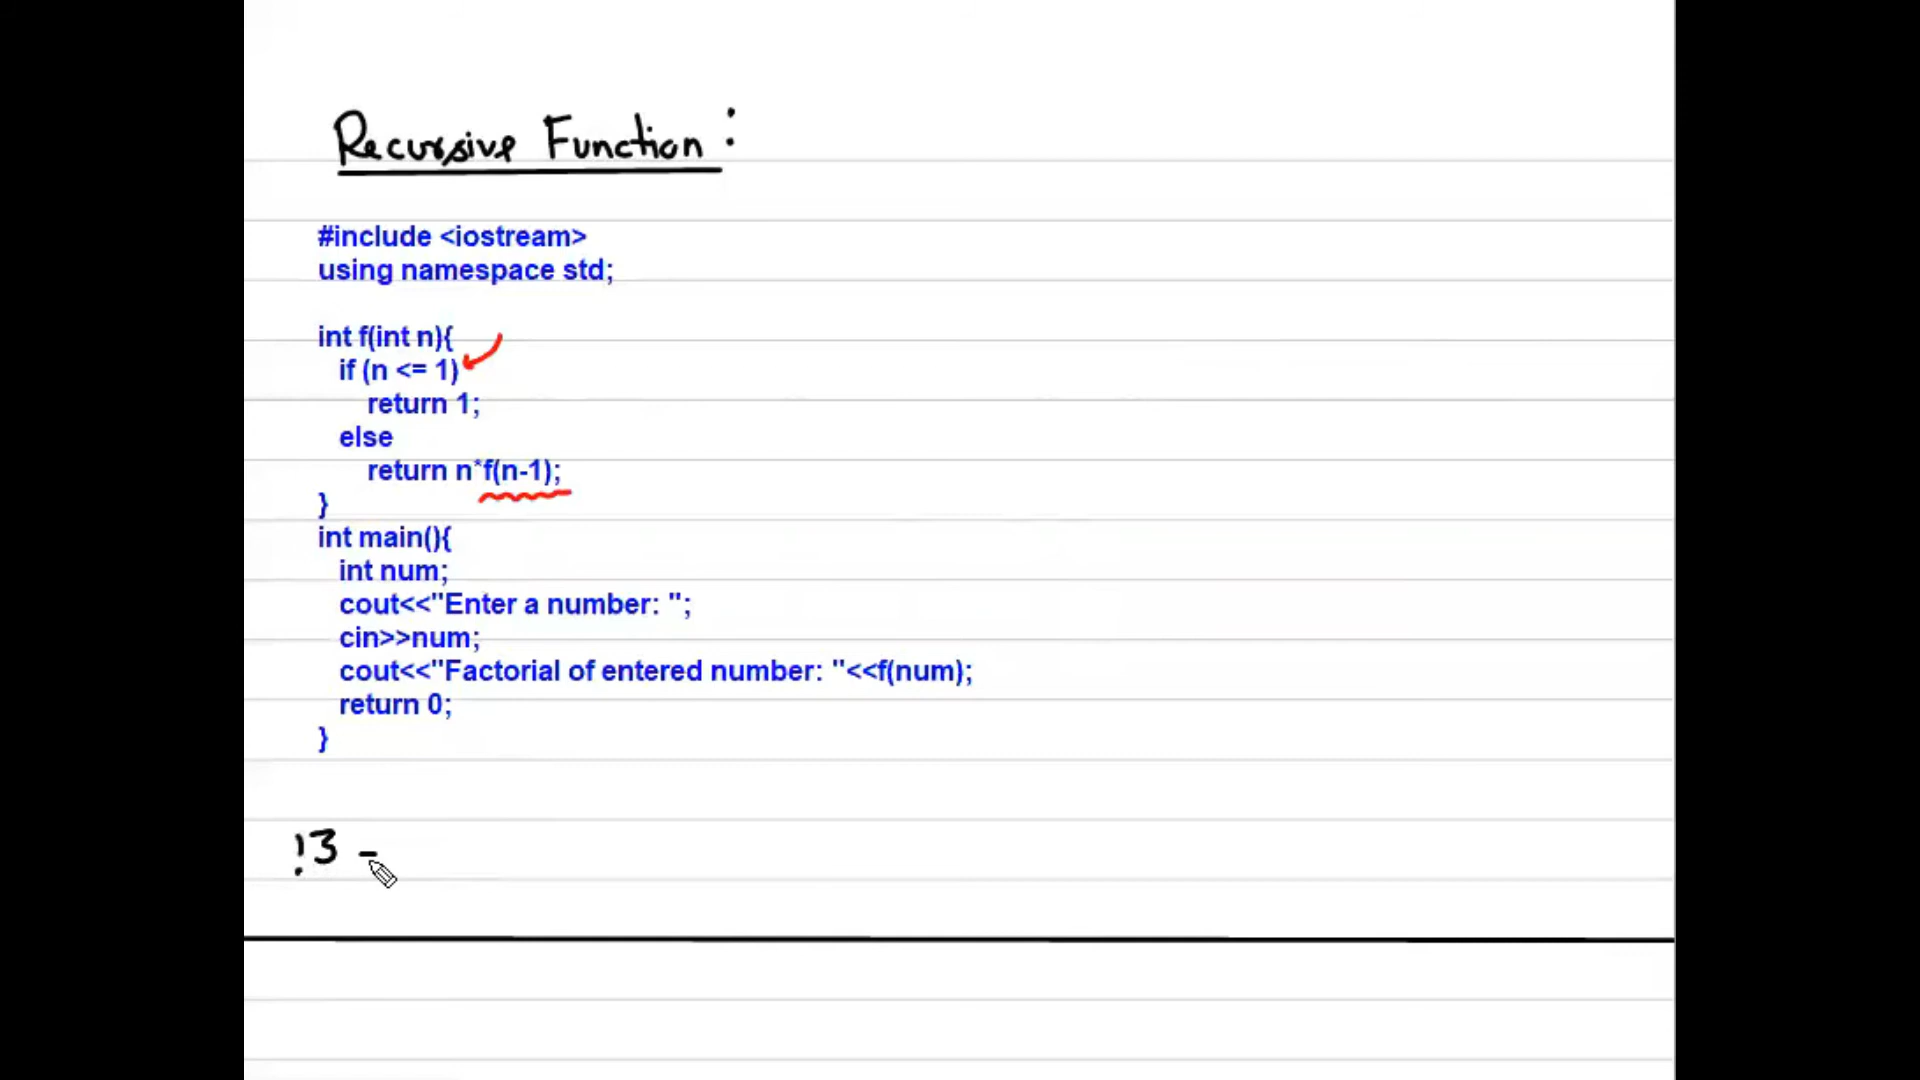 Recursive Function :
#include <iostream>
using namespace std;
int f(int n){
if (n <= 1)
return 1;
else
return n*f(n-1);
}
int main(){
int num;
cout<<"Enter a number: ";
cin>>num;
cout<<"Factorial of entered number: "<<f(num);
return 0;
}
!3 -